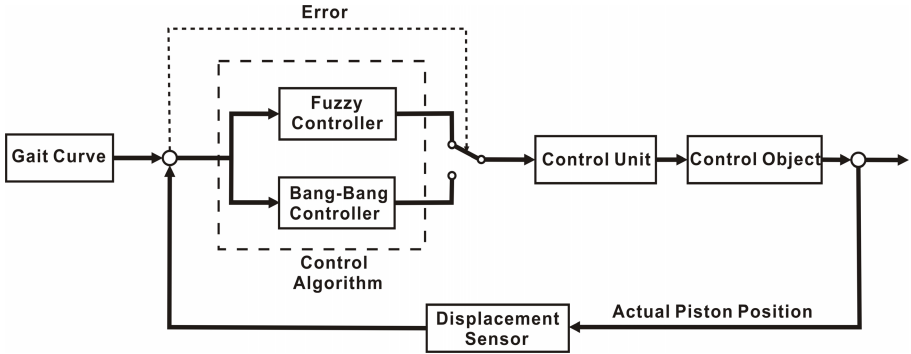 Error
Fuzzy
Controller
Gait Curve
Control Unit
Control Object
Bang-Bang
Controller
Control
Algorithm
Actual Piston Position
Displacement
Sensor